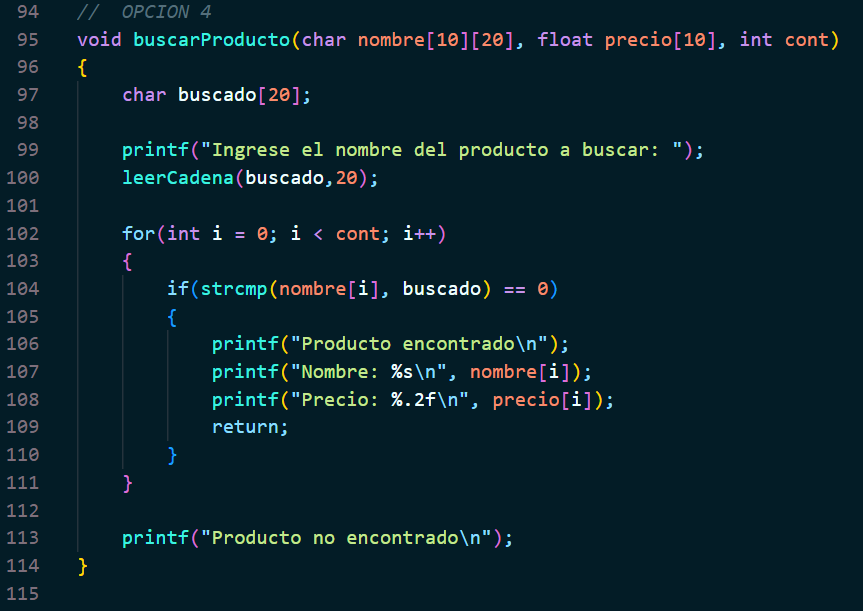 94 //  OPCION 4
95 void buscarProducto(char nombre[10][20], float precio[10], int cont)
96 {
97     char buscado[20];
98
99     printf("Ingrese el nombre del producto a buscar: ");
100     leerCadena(buscado,20);
101
102     for(int i = 0; i < cont; i++)
103     {
104         if(strcmp(nombre[i], buscado) == 0)
105         {
106             printf("Producto encontrado\n");
107             printf("Nombre: %s\n", nombre[i]);
108             printf("Precio: %.2f\n", precio[i]);
109             return;
110         }
111     }
112
113     printf("Producto no encontrado\n");
114 }
115